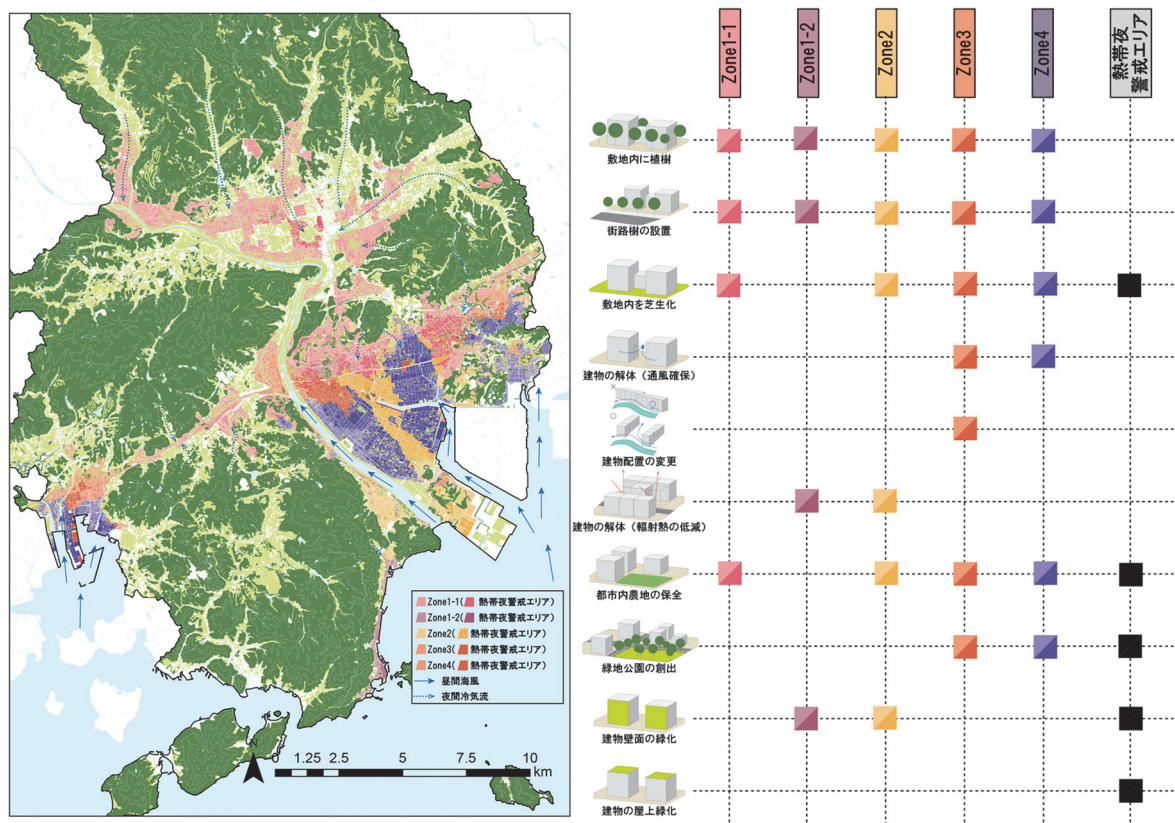 Zone1-1(熱帯夜警戒エリア)
Zone1-2(熱帯夜警戒エリア)
Zone2(熱帯夜警戒エリア)
Zone3(熱帯夜警戒エリア)
Zone4(熱帯夜警戒エリア)
昼間海風
夜間冷気流
N
0 1.25 2.5 5 7.5 10
km
Zone1-1
Zone1-2
Zone2
Zone3
Zone4
熱帯夜
警戒エリア
敷地内に植樹
街路樹の設置
敷地内を芝生化
建物の解体（通風確保）
建物配置の変更
建物の解体（輻射熱の低減）
都市内農地の保全
緑地公園の創出
建物壁面の緑化
建物の屋上緑化